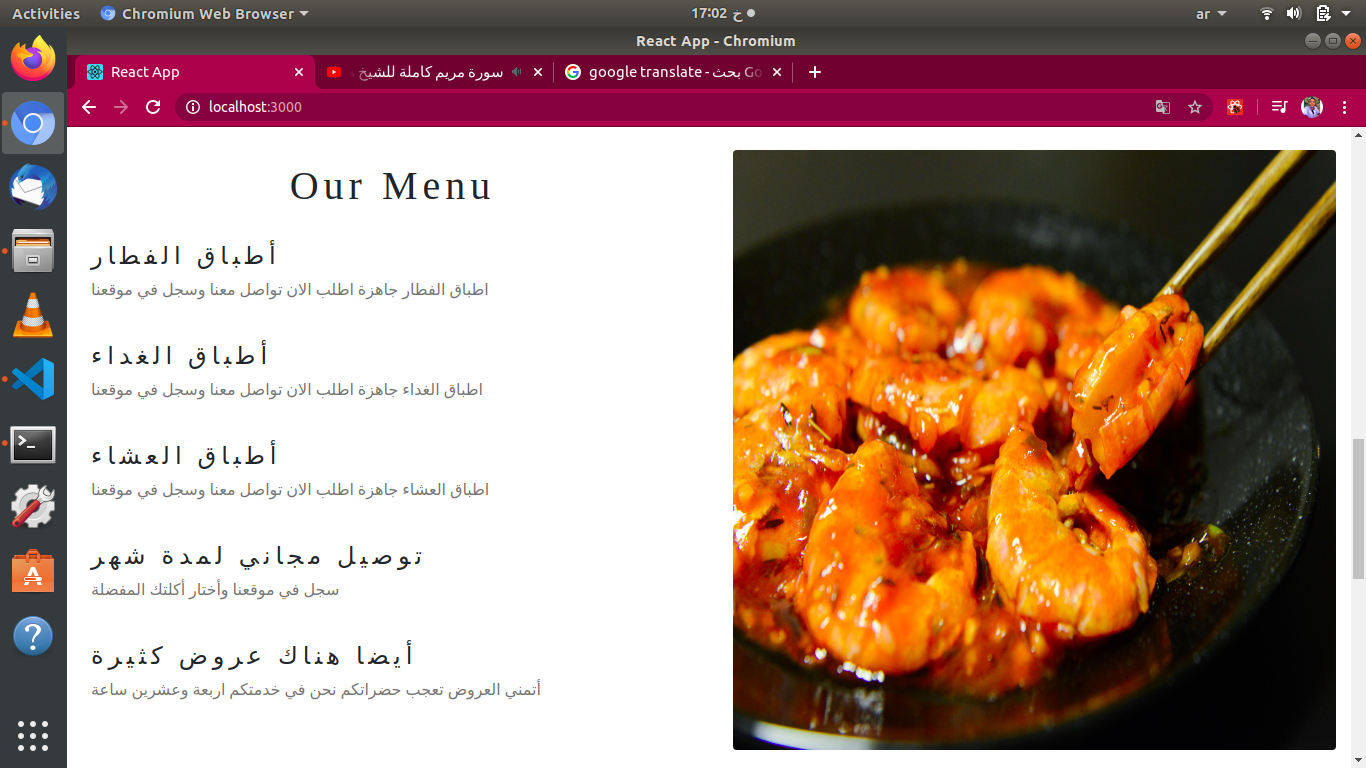 Activities
Chromium Web Browser
خ 17:02
ar
React App - Chromium
React App
سورة مريم كاملة للشيخ
google translate - بحث Go
localhost:3000
Our Menu
أطباق الفطار
اطباق الفطار جاهزة اطلب الان تواصل معنا وسجل في موقعنا
أطباق الغداء
اطباق الغداء جاهزة اطلب الان تواصل معنا وسجل في موقعنا
أطباق العشاء
اطباق العشاء جاهزة اطلب الان تواصل معنا وسجل في موقعنا
توصيل مجاني لمدة شهر
سجل في موقعنا وأختار أكلتك المفضلة
أيضا هناك عروض كثيرة
أتمني العروض تعجب حضراتكم نحن في خدمتكم اربعة وعشرين ساعة